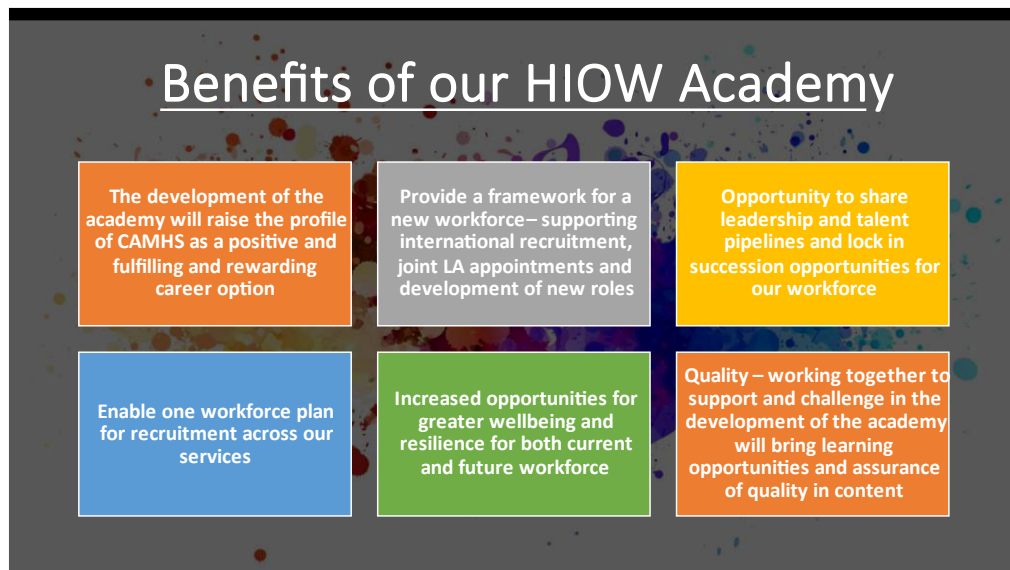 Benefits of our HIOW Academy
The development of the
academy will raise the profile
of CAMHS as a positive and
fulfilling and rewarding
career option
Provide a framework for a
new workforce– supporting
international recruitment,
joint LA appointments and
development of new roles
Opportunity to share
leadership and talent
pipelines and lock in
succession opportunities for
our workforce
Enable one workforce plan
for recruitment across our
services
Increased opportunities for
greater wellbeing and
resilience for both current
and future workforce
Quality – working together to
support and challenge in the
development of the academy
will bring learning
opportunities and assurance
of quality in content